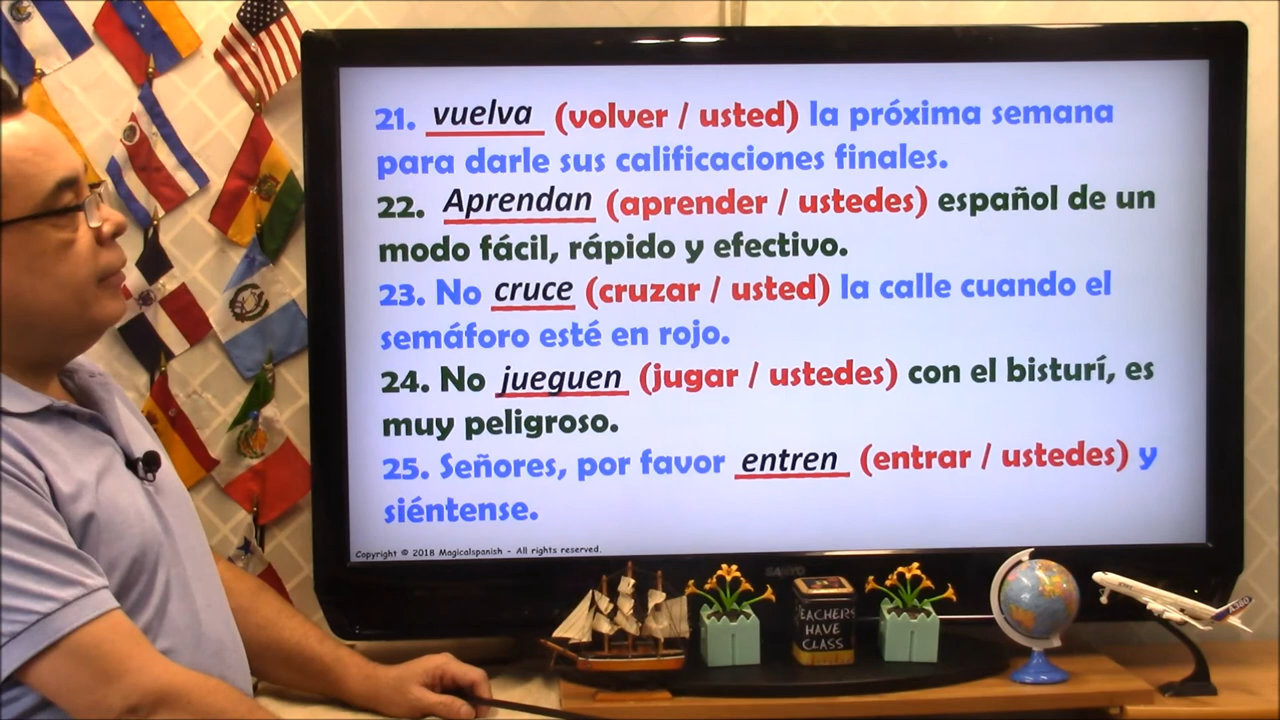 21. vuelva (volver / usted) la próxima semana
para darle sus calificaciones finales.
22. Aprendan (aprender / ustedes) español de un
modo fácil, rápido y efectivo.
23. No cruce (cruzar / usted) la calle cuando el
semáforo esté en rojo.
24. No jueguen (jugar / ustedes) con el bisturí, es
muy peligroso.
25. Señores, por favor entren (entrar / ustedes) y
siéntense.
Copyright © 2018 Magicalspanish - All rights reserved.
SANYO
EACHERS
HAVE
CLASS
A380